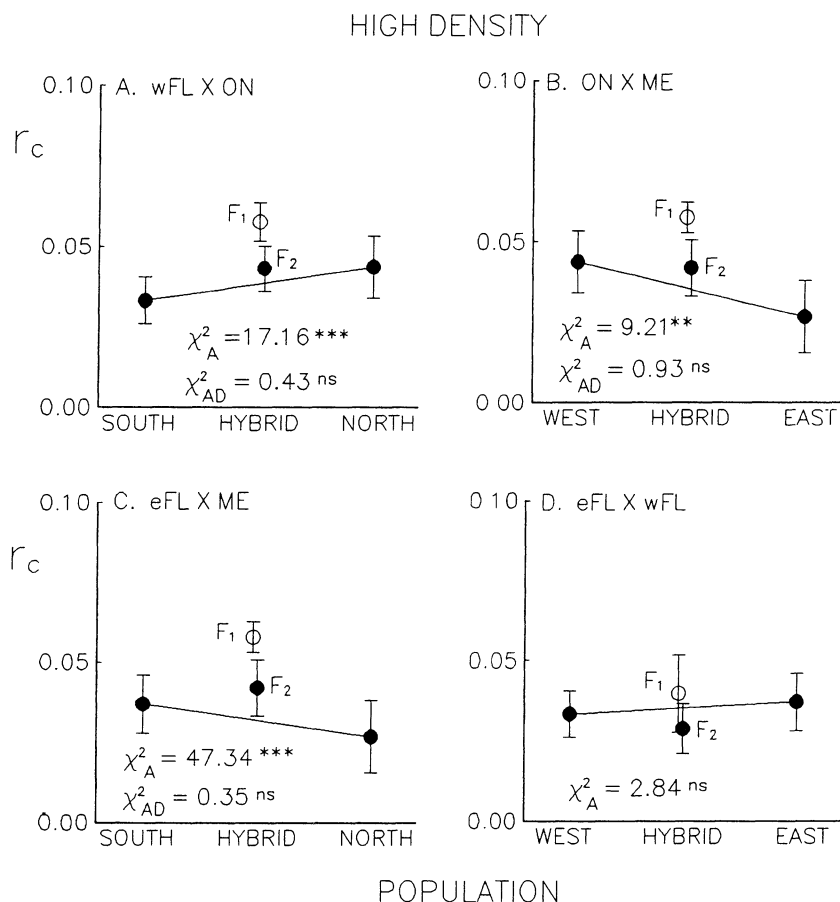 HIGH DENSITY
0.10
A. wFL X ON
r_c
F₁
F₂
0.05
χ²_A = 17.16 ***
χ²_AD = 0.43 ns
0.00
SOUTH HYBRID NORTH
0.10
B. ON X ME
F₁
F₂
0.05
χ²_A = 9.21 **
χ²_AD = 0.93 ns
0 00
WEST HYBRID EAST
0.10
C. eFL X ME
r_c
F₁
F₂
0.05
χ²_A = 47.34 ***
χ²_AD = 0.35 ns
0.00
SOUTH HYBRID NORTH
0 10
D. eFL X wFL
F₁
F₂
0.05
χ²_A = 2.84 ns
0.00
WEST HYBRID EAST
POPULATION